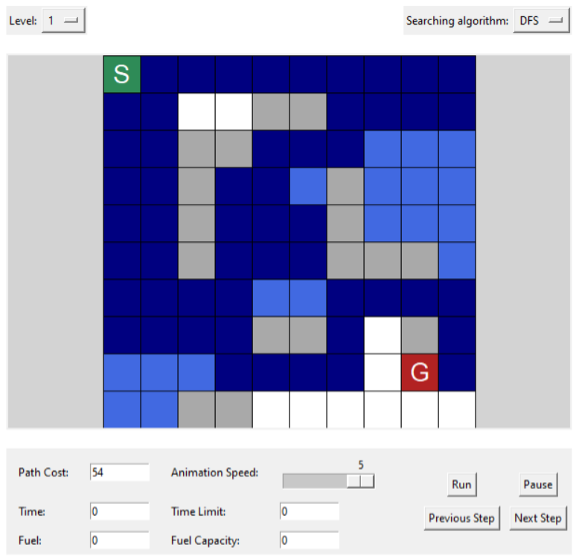 Level: 1 Searching algorithm: DFS
S
G
5
Path Cost: 54 Animation Speed: Run Pause
Time: 0 Time Limit: 0 Previous Step Next Step
Fuel: 0 Fuel Capacity: 0